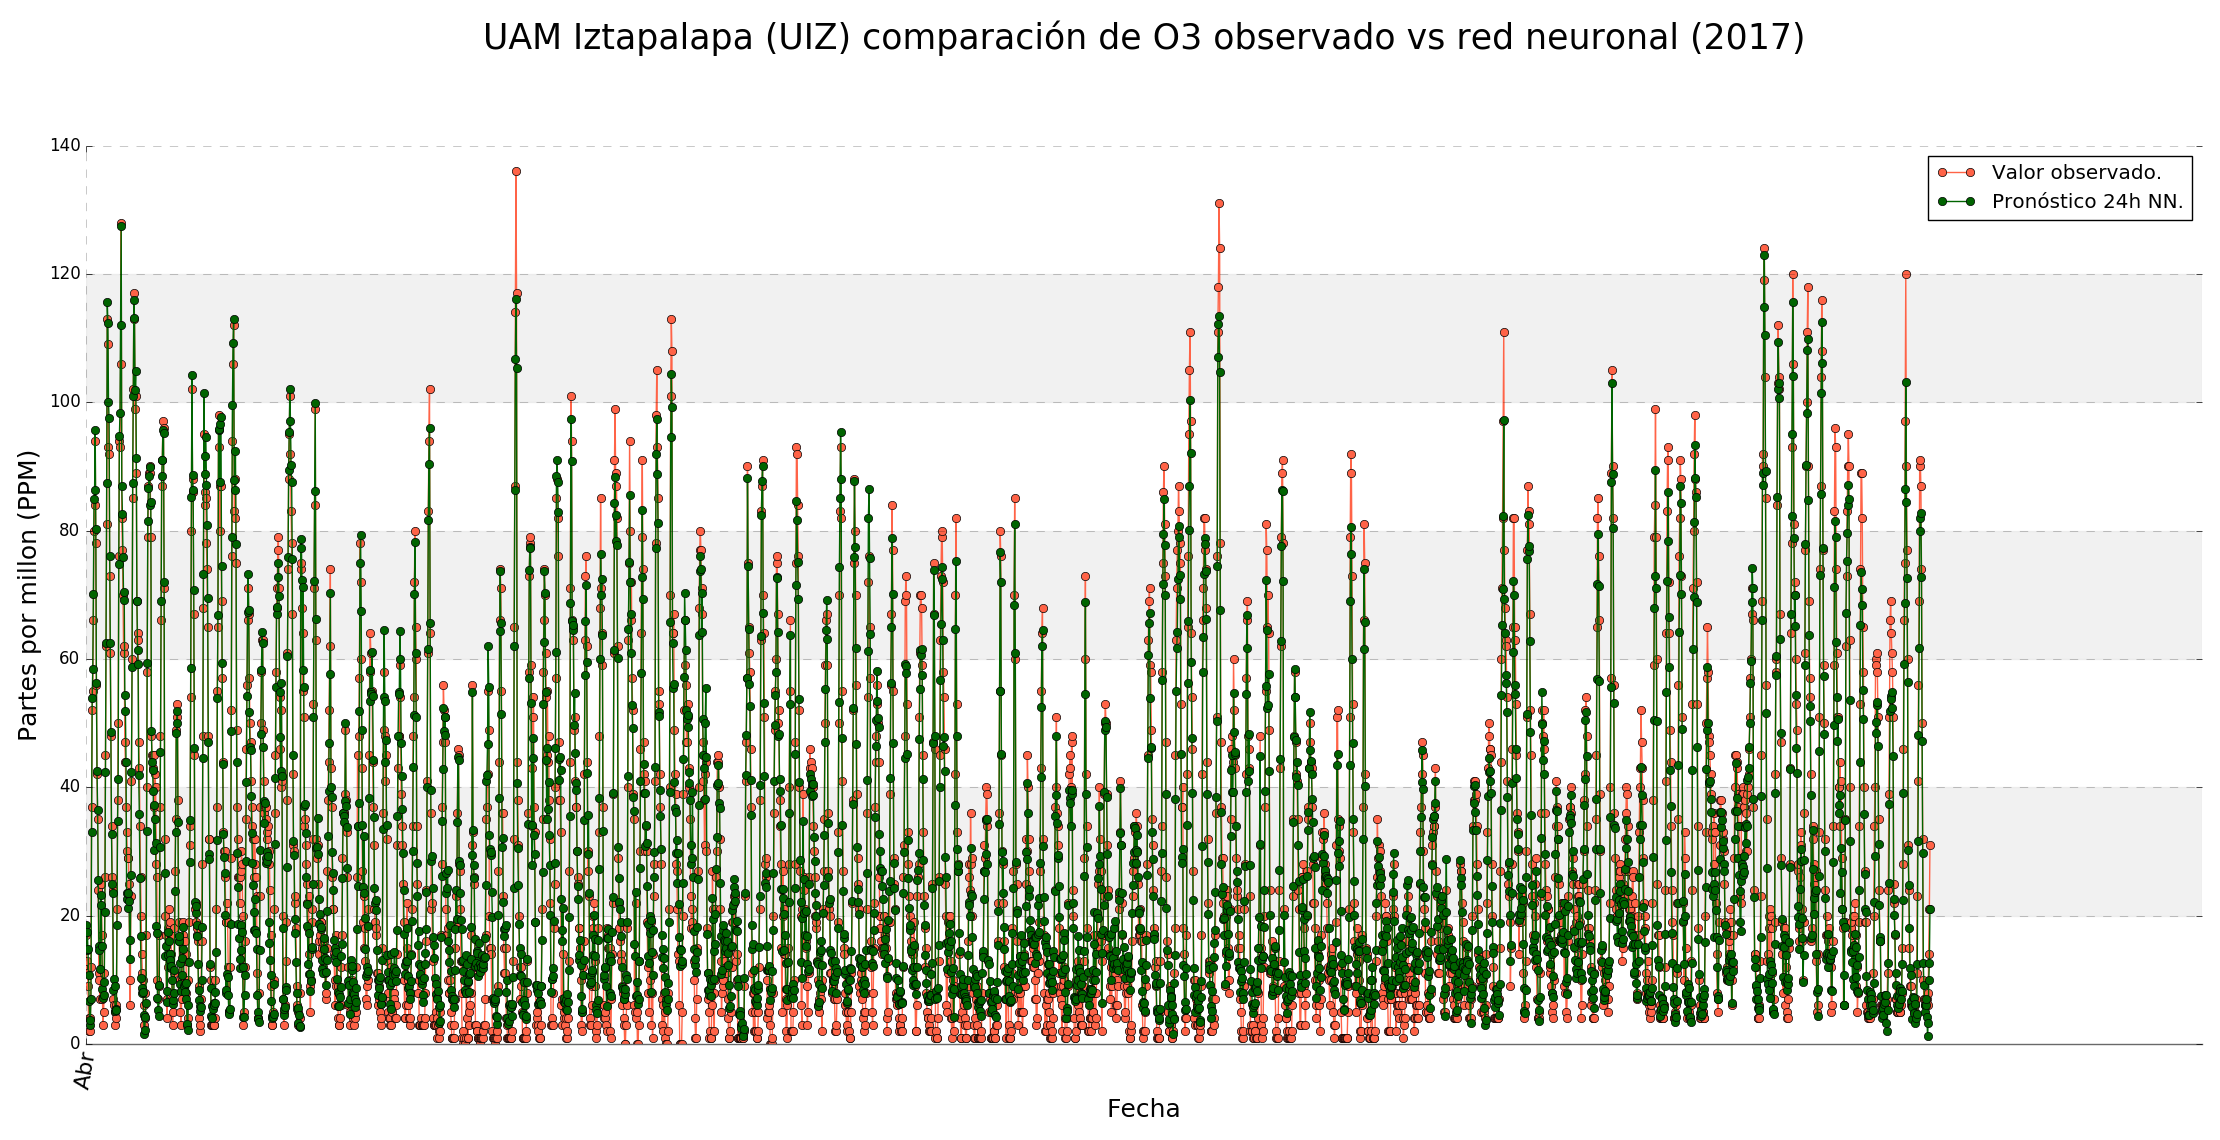 UAM Iztapalapa (UIZ) comparación de O3 observado vs red neuronal (2017)
140
120
100
80
60
40
20
0
Partes por millon (PPM)
Valor observado.
Pronóstico 24h NN.
Abr
Fecha